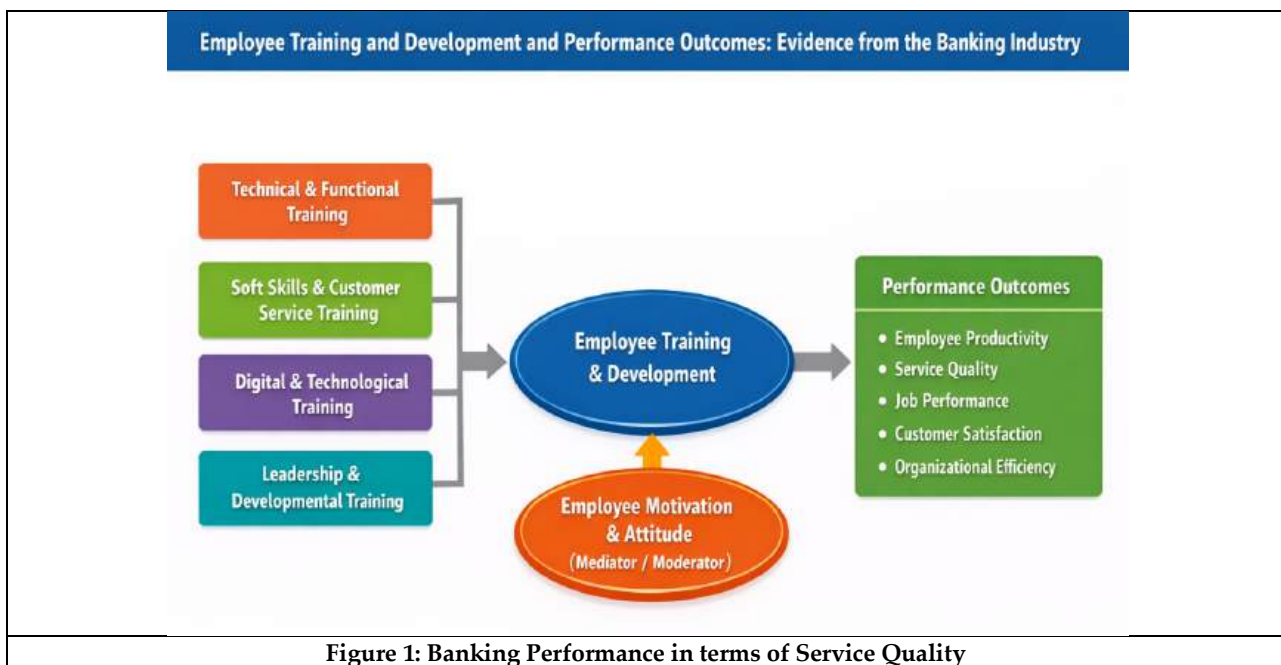 Employee Training and Development and Performance Outcomes: Evidence from the Banking Industry
Technical & Functional
Training
Soft Skills & Customer
Service Training
Digital & Technological
Training
Leadership &
Developmental Training
Employee Training
& Development
Employee Motivation
& Attitude
(Mediator / Moderator)
Performance Outcomes
• Employee Productivity
• Service Quality
• Job Performance
• Customer Satisfaction
• Organizational Efficiency
Figure 1: Banking Performance in terms of Service Quality